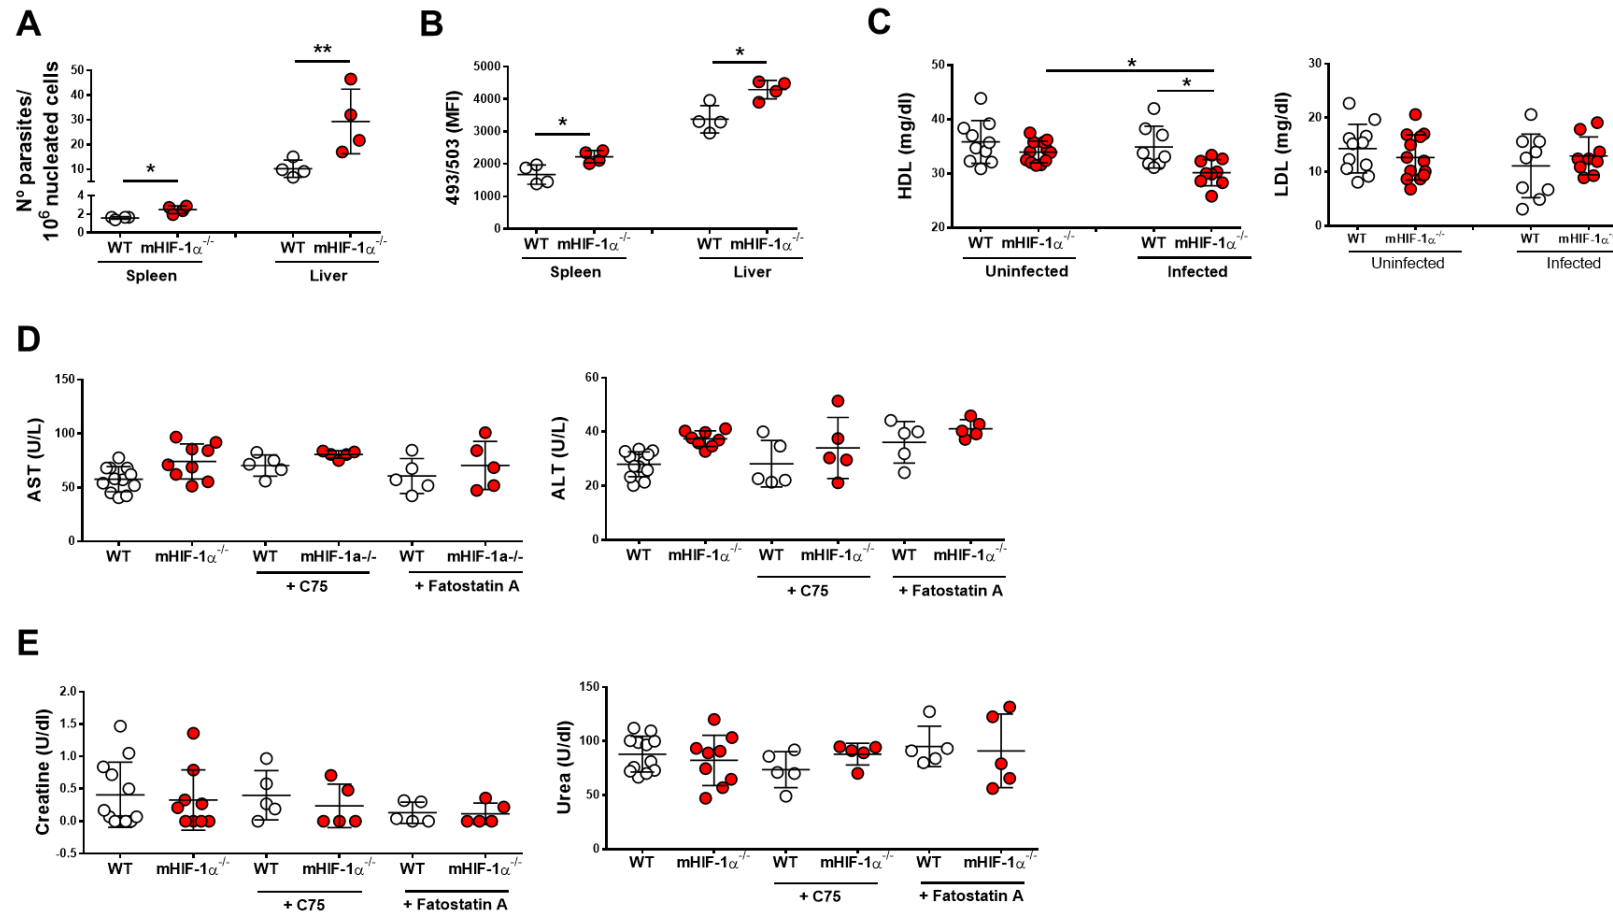 A
Nº parasites/
10⁶ nucleated cells
50
40
30
20
10
4
2
0
*
**
WT mHIF-1α⁻/⁻ WT mHIF-1α⁻/⁻
Spleen Liver
B
493/503 (MFI)
5000
4000
3000
2000
1000
0
*
*
WT mHIF-1α⁻/⁻ WT mHIF-1α⁻/⁻
Spleen Liver
C
HDL (mg/dl)
50
40
30
20
*
*
WT mHIF-1α⁻/⁻ WT mHIF-1α⁻/⁻
Uninfected Infected
LDL (mg/dl)
30
20
10
0
WT mHIF-1α⁻/⁻ WT mHIF-1α⁻/
Uninfected Infected
D
AST (U/L)
150
100
50
0
WT mHIF-1α⁻/⁻ WT mHIF-1a-/- WT mHIF-1a-/-
+ C75 + Fatostatin A
ALT (U/L)
60
40
20
0
WT mHIF-1α⁻/⁻ WT mHIF-1α⁻/⁻ WT mHIF-1α⁻/⁻
+ C75 + Fatostatin A
E
Creatine (U/dl)
2.0
1.5
1.0
0.5
0.0
-0.5
WT mHIF-1α⁻/⁻ WT mHIF-1α⁻/⁻ WT mHIF-1α⁻/⁻
+ C75 + Fatostatin A
Urea (U/dl)
150
100
50
0
WT mHIF-1α⁻/⁻ WT mHIF-1α⁻/⁻ WT mHIF-1α⁻/⁻
+ C75 + Fatostatin A